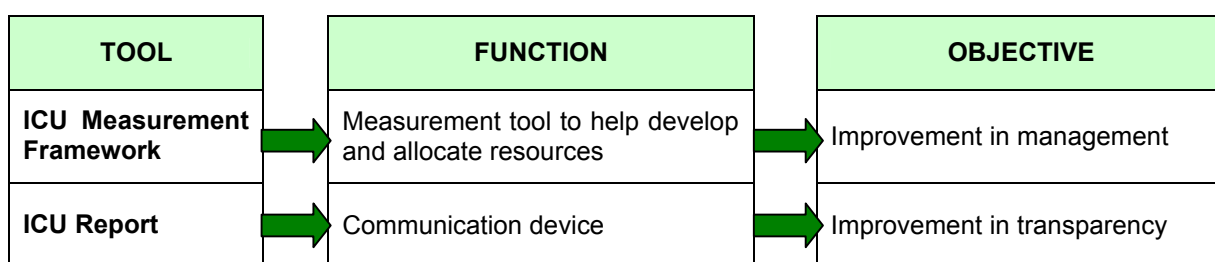 TOOL
FUNCTION
OBJECTIVE
ICU Measurement
Framework
Measurement tool to help develop
and allocate resources
Improvement in management
ICU Report
Communication device
Improvement in transparency